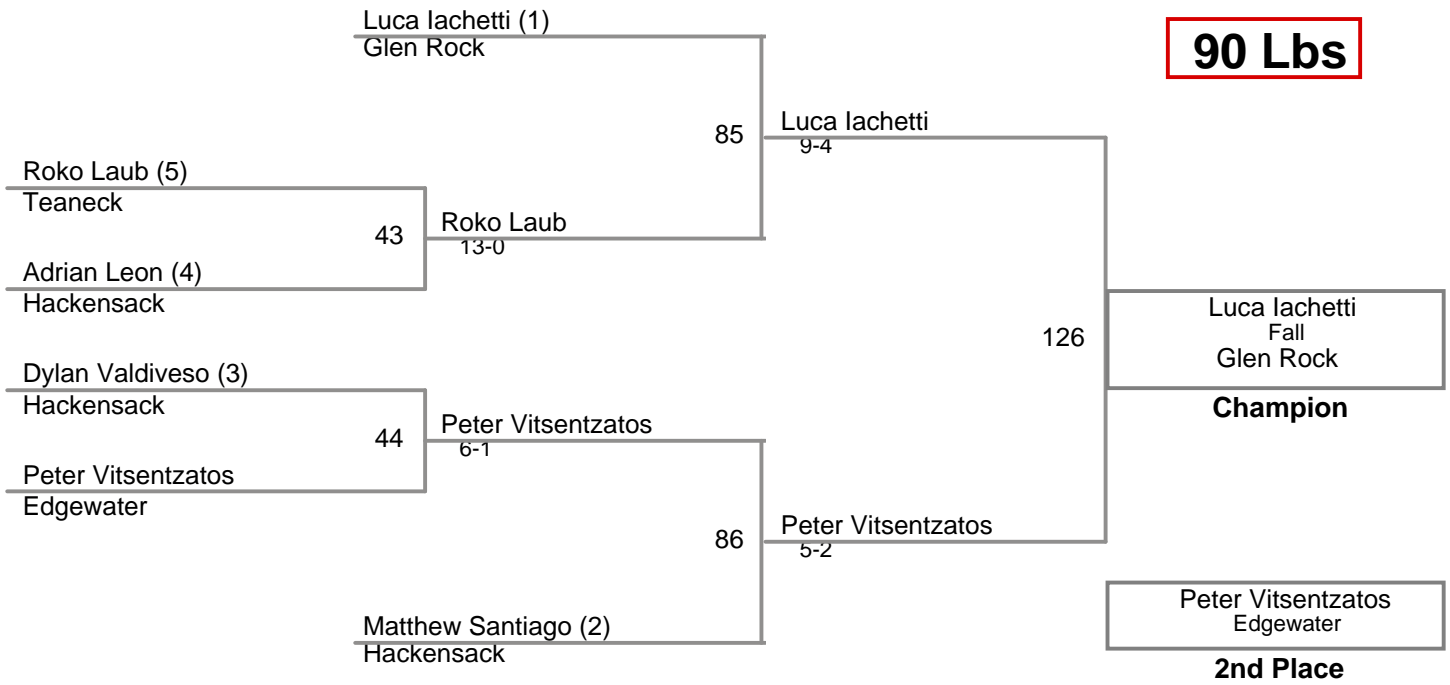 Luca Iachetti (1)
Glen Rock
90 Lbs
85
Luca Iachetti
9-4
Roko Laub (5)
Teaneck
43
Roko Laub
13-0
Adrian Leon (4)
Hackensack
126
Luca Iachetti
Fall
Glen Rock
Champion
Dylan Valdiveso (3)
Hackensack
44
Peter Vitsentzatos
6-1
Peter Vitsentzatos
Edgewater
86
Peter Vitsentzatos
5-2
Matthew Santiago (2)
Hackensack
Peter Vitsentzatos
Edgewater
2nd Place